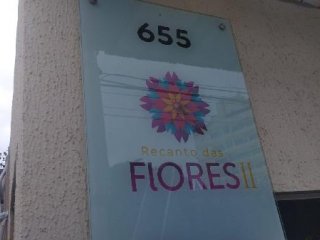 655
Recanto das
FlORES II